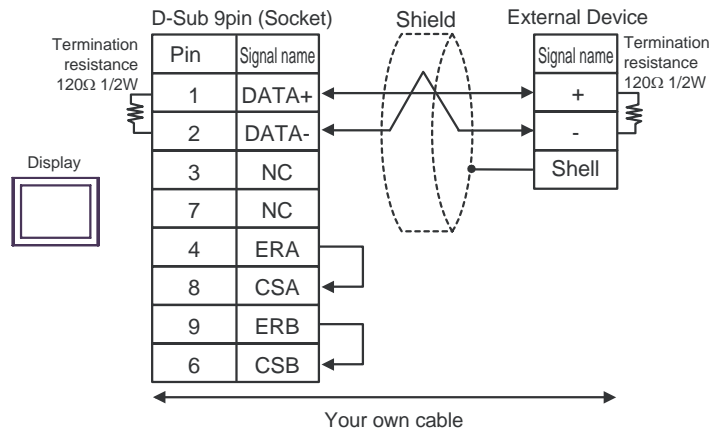 D-Sub 9pin (Socket)
Shield
External Device
Termination
resistance
120Ω 1/2W
Pin
Signal name
Signal name
Termination
resistance
120Ω 1/2W
1
DATA+
+
2
DATA-
-
Display
3
NC
Shell
7
NC
4
ERA
8
CSA
9
ERB
6
CSB
Your own cable